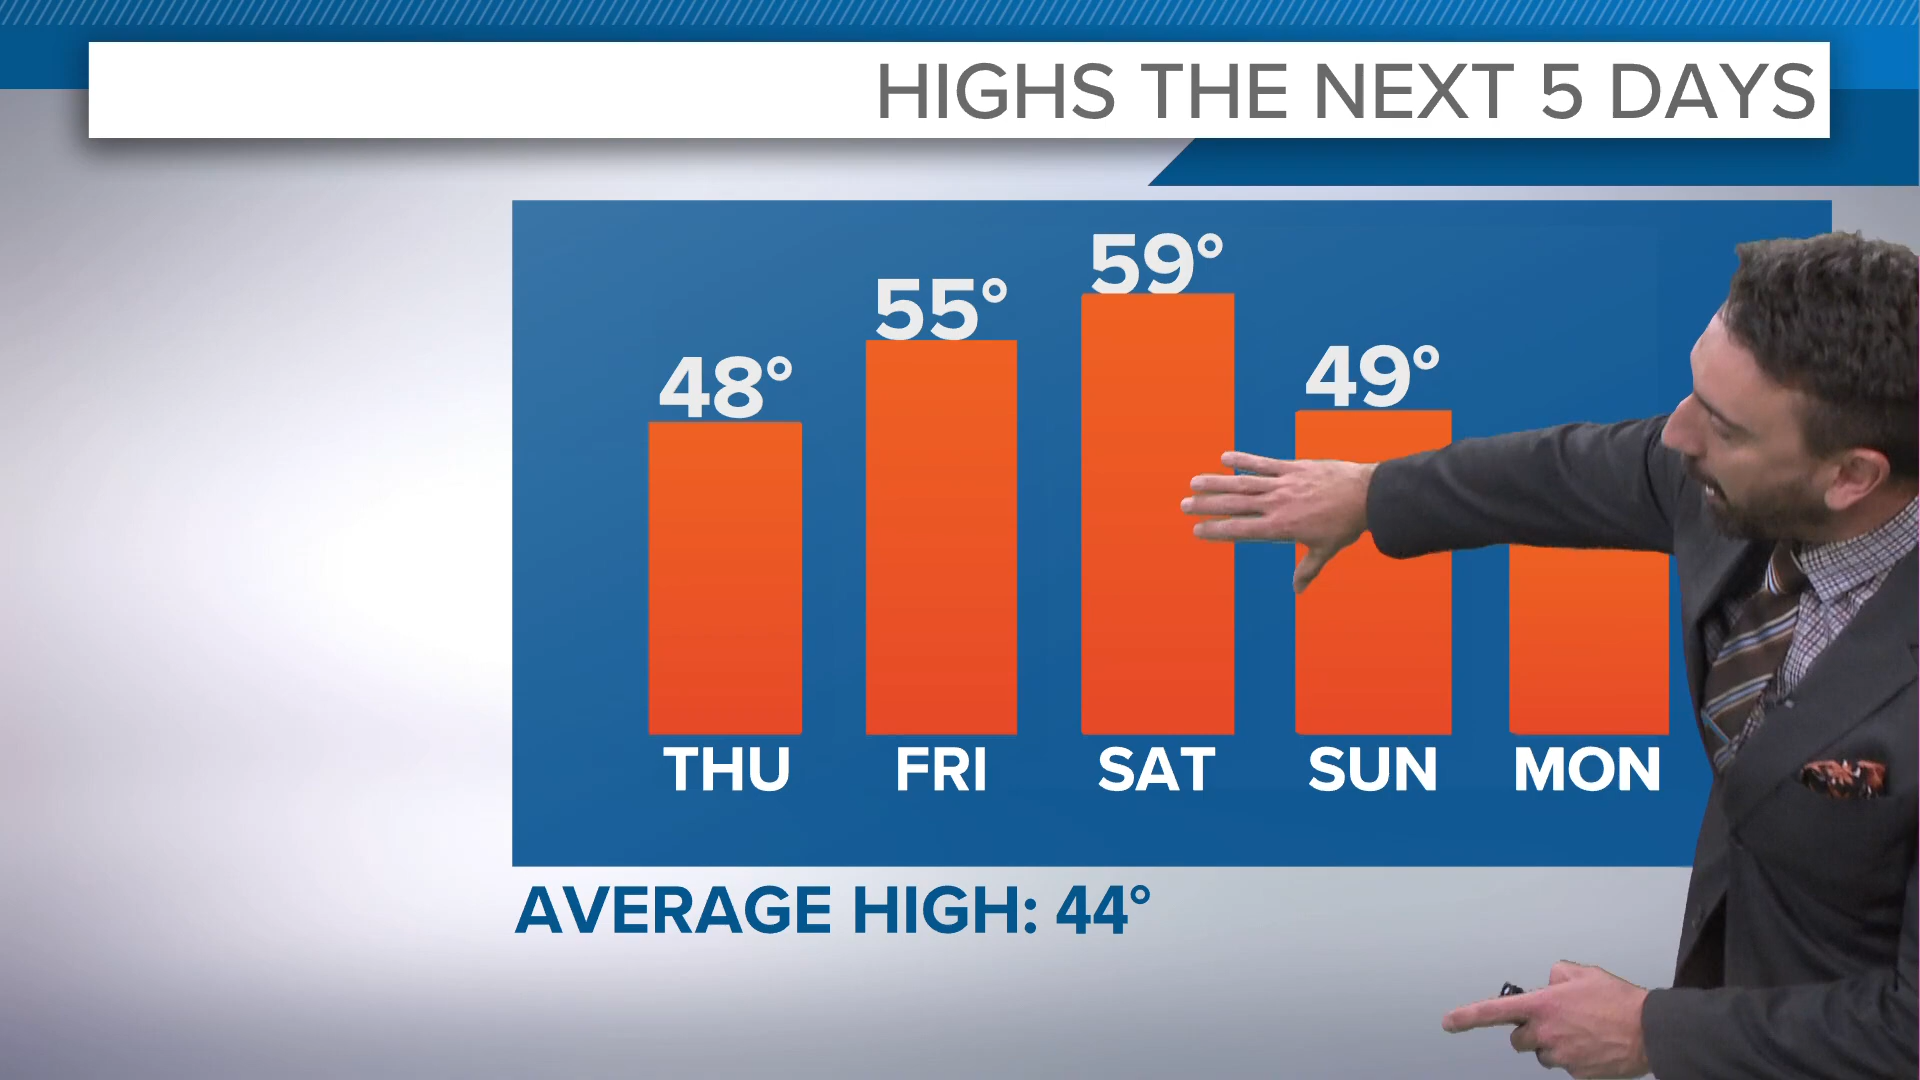 HIGHS THE NEXT 5 DAYS
48° 55° 59° 49°
THU FRI SAT SUN MON
AVERAGE HIGH: 44°